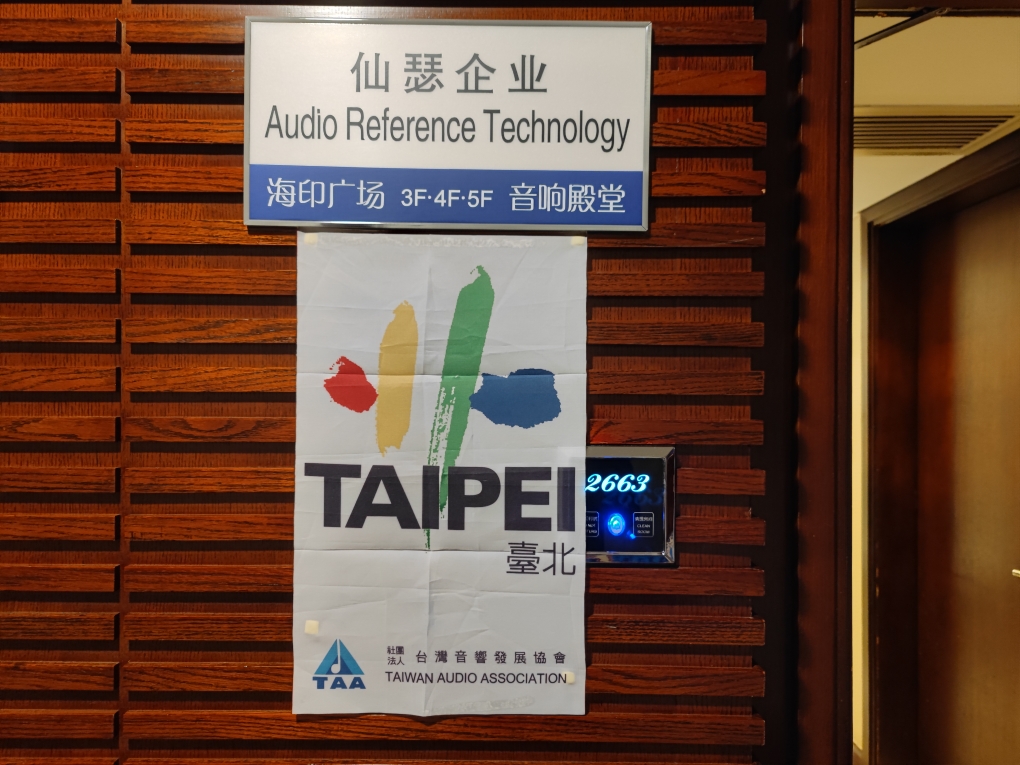 仙瑟企业
Audio Reference Technology
海印广场 3F·4F·5F 音响殿堂
TAIPEI
臺北
2663
CLEAN
ROOM
TAA
社團法人 台灣音響發展協會
TAIWAN AUDIO ASSOCIATION